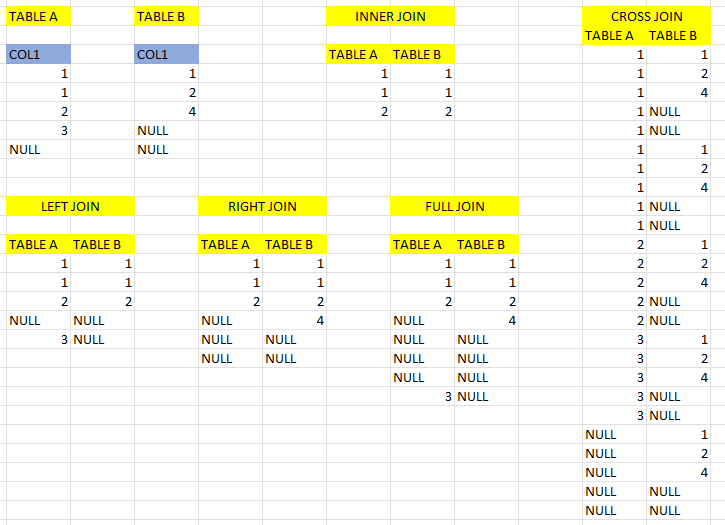 TABLE A
COL1
1
1
2
3
NULL
TABLE B
COL1
1
2
4
NULL
NULL
INNER JOIN
TABLE A TABLE B
1 1
1 1
2 2
LEFT JOIN
TABLE A TABLE B
1 1
1 1
2 2
NULL NULL
3 NULL
RIGHT JOIN
TABLE A TABLE B
1 1
1 1
2 2
NULL 4
NULL NULL
NULL NULL
FULL JOIN
TABLE A TABLE B
1 1
1 1
2 2
NULL 4
NULL NULL
NULL NULL
NULL NULL
3 NULL
CROSS JOIN
TABLE A TABLE B
1 1
1 2
1 4
1 NULL
1 NULL
1 1
1 2
1 4
1 NULL
1 NULL
2 1
2 2
2 4
2 NULL
2 NULL
3 1
3 2
3 4
3 NULL
3 NULL
NULL 1
NULL 2
NULL 4
NULL NULL
NULL NULL